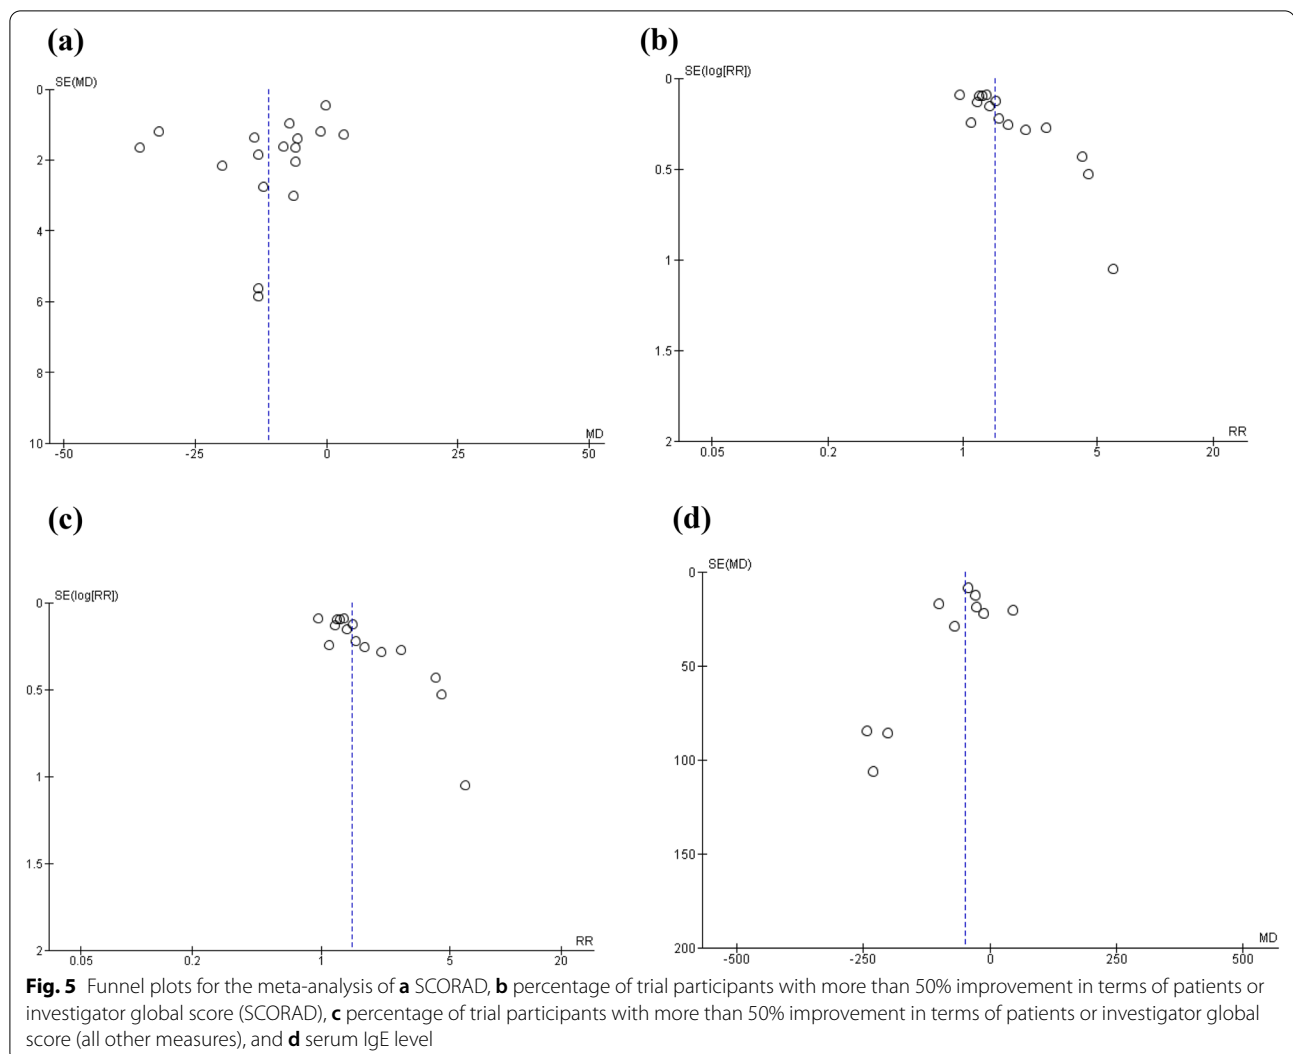 (a)
SE(MD)
0
2
4
6
8
10
-50
-25
0
25
50
MD
(b)
SE(log[RR])
0
0.5
1
1.5
2
0.05
0.2
1
5
20
RR
(c)
SE(log[RR])
0
0.5
1
1.5
2
0.05
0.2
1
5
20
RR
(d)
SE(MD)
0
50
100
150
200
-500
-250
0
250
500
MD
Fig. 5 Funnel plots for the meta-analysis of a SCORAD, b percentage of trial participants with more than 50% improvement in terms of patients or
investigator global score (SCORAD), c percentage of trial participants with more than 50% improvement in terms of patients or investigator global
score (all other measures), and d serum IgE level